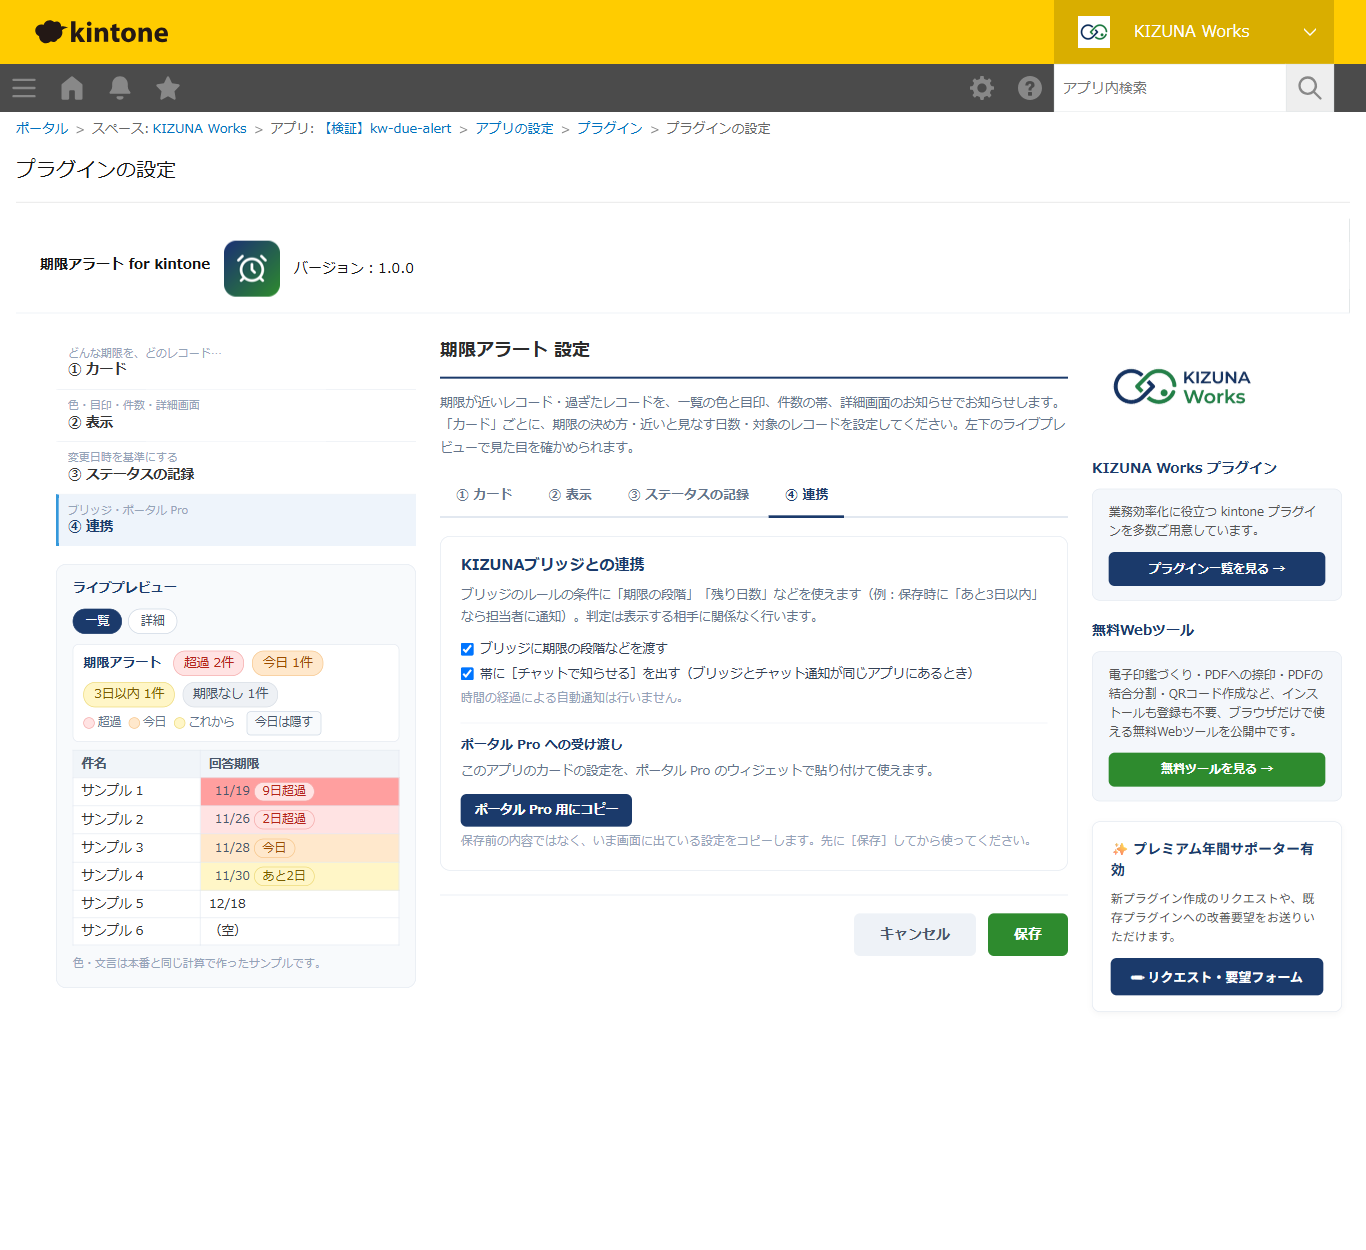 kintone
KIZUNA Works
アプリ内検索
ポータル > スペース: KIZUNA Works > アプリ: 【検証】kw-due-alert > アプリの設定 > プラグイン > プラグインの設定
プラグインの設定
期限アラート for kintone
バージョン : 1.0.0
どんな期限を、どのレコード…
① カード
色・目印・件数・詳細画面
② 表示
変更日時を基準にする
③ ステータスの記録
ブリッジ・ポータル Pro
④ 連携
ライブプレビュー
一覧 詳細
期限アラート 超過 2件 今日 1件
3日以内 1件 期限なし 1件
超過 今日 これから 今日は隠す
件名 回答期限
サンプル 1 11/19 9日超過
サンプル 2 11/26 2日超過
サンプル 3 11/28 今日
サンプル 4 11/30 あと2日
サンプル 5 12/18
サンプル 6 (空)
色・文言は本番と同じ計算で作ったサンプルです。
期限アラート 設定
期限が近いレコード・過ぎたレコードを、一覧の色と目印、件数の帯、詳細画面のお知らせでお知らせします。
「カード」ごとに、期限の決め方・近いと見なす日数・対象のレコードを設定してください。左下のライブプレ
ビューで見た目を確かめられます。
① カード ② 表示 ③ ステータスの記録 ④ 連携
KIZUNAブリッジとの連携
ブリッジのルールの条件に「期限の段階」「残り日数」などを使えます（例：保存時に「あと3日以内」
なら担当者に通知）。判定は表示する相手に関係なく行います。
ブリッジに期限の段階などを渡す
帯に［チャットで知らせる］を出す（ブリッジとチャット通知が同じアプリにあるとき）
時間の経過による自動通知は行いません。
ポータル Pro への受け渡し
このアプリのカードの設定を、ポータル Pro のウィジェットで貼り付けて使えます。
ポータル Pro 用にコピー
保存前の内容ではなく、いま画面に出ている設定をコピーします。先に［保存］してから使ってください。
キャンセル 保存
KIZUNA
Works
KIZUNA Works プラグイン
業務効率化に役立つ kintone プラグイ
ンを多数ご用意しています。
プラグイン一覧を見る →
無料Webツール
電子印鑑づくり・PDFへの捺印・PDFの
結合分割・QRコード作成など、インス
トールも登録も不要、ブラウザだけで使
える無料Webツールを公開中です。
無料ツールを見る →
✨ プレミアム年間サポーター有
効
新プラグイン作成のリクエストや、既
存プラグインへの改善要望をお送りい
ただけます。
リクエスト・要望フォーム